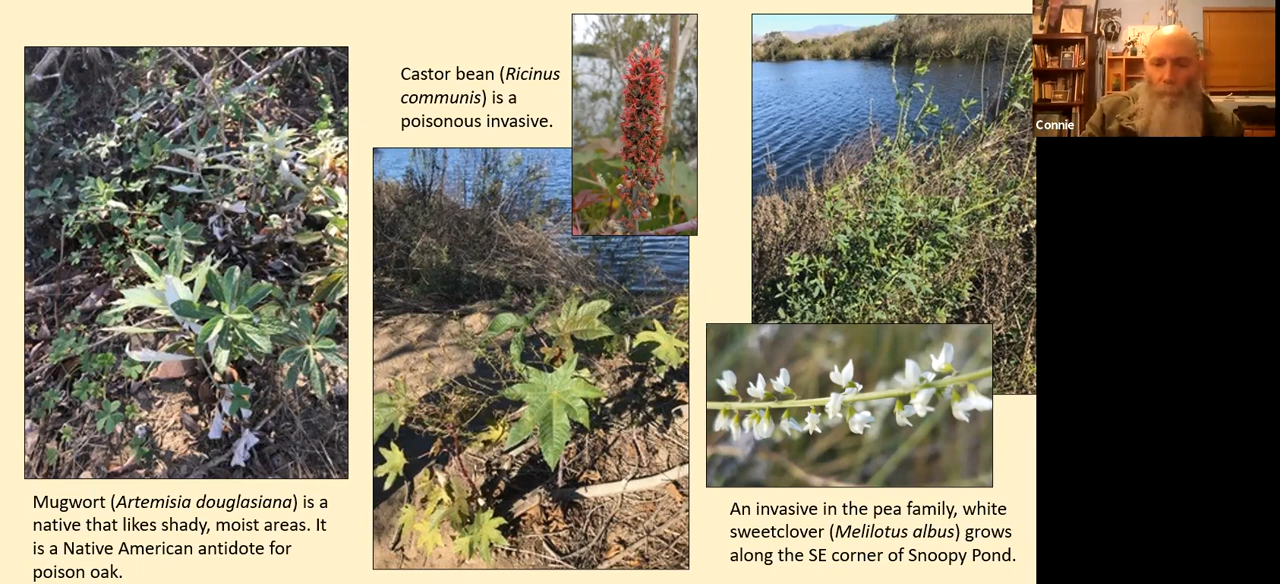 Castor bean (Ricinus
communis) is a
poisonous invasive.
Connie
Mugwort (Artemisia douglasiana) is a
native that likes shady, moist areas. It
is a Native American antidote for
poison oak.
An invasive in the pea family, white
sweetclover (Melilotus albus) grows
along the SE corner of Snoopy Pond.